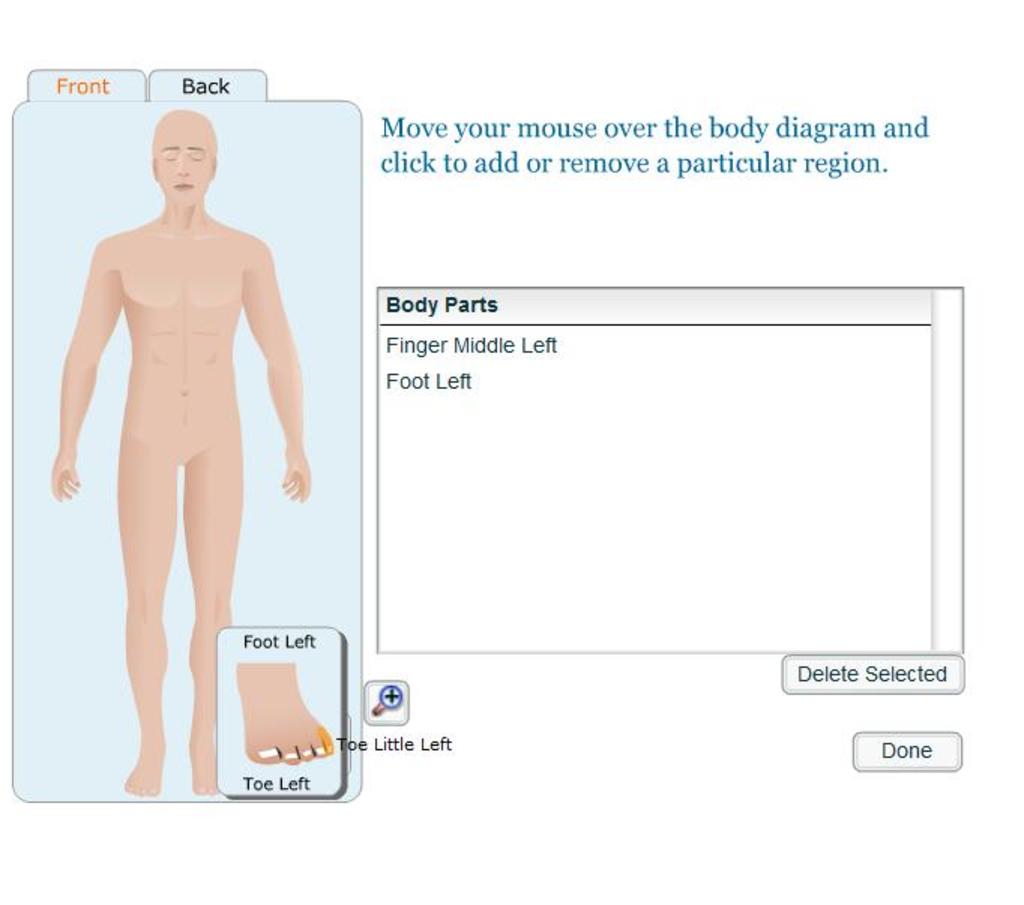 Front
Back
Move your mouse over the body diagram and
click to add or remove a particular region.
Body Parts
Finger Middle Left
Foot Left
Foot Left
Toe Little Left
Toe Left
Delete Selected
Done